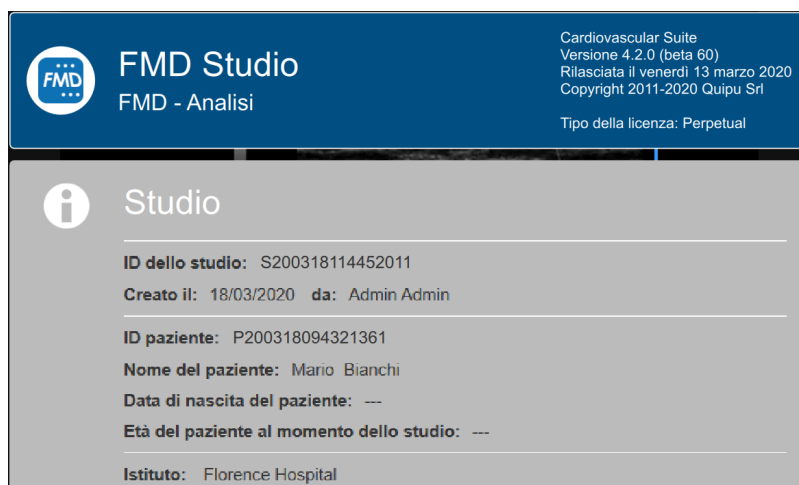 FMD
FMD Studio
FMD - Analisi
Cardiovascular Suite
Versione 4.2.0 (beta 60)
Rilasciata il venerdì 13 marzo 2020
Copyright 2011-2020 Quipu Srl
Tipo della licenza: Perpetual
Studio
ID dello studio: S200318114452011
Creato il: 18/03/2020 da: Admin Admin
ID paziente: P200318094321361
Nome del paziente: Mario Bianchi
Data di nascita del paziente: ---
Età del paziente al momento dello studio: ---
Istituto: Florence Hospital